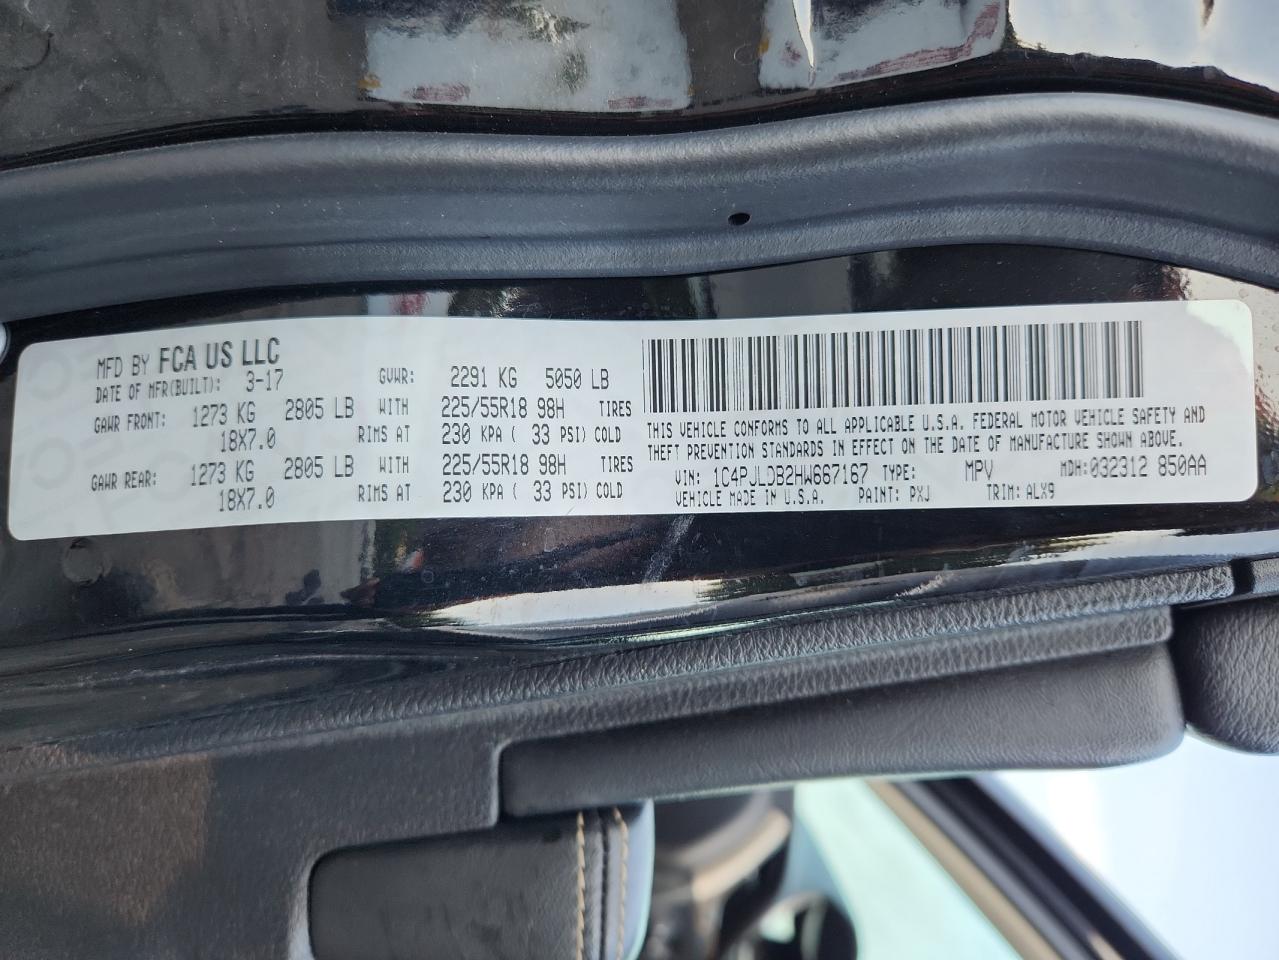 MFD BY FCA US LLC
DATE OF MFR(BUILT): 3-17 GVWR: 2291 KG 5050 LB
GAWR FRONT: 1273 KG 2805 LB WITH 225/55R18 98H TIRES
18X7.0 RIMS AT 230 KPA ( 33 PSI) COLD
GAWR REAR: 1273 KG 2805 LB WITH 225/55R18 98H TIRES
18X7.0 RIMS AT 230 KPA ( 33 PSI) COLD
THIS VEHICLE CONFORMS TO ALL APPLICABLE U.S.A. FEDERAL MOTOR VEHICLE SAFETY AND
THEFT PREVENTION STANDARDS IN EFFECT ON THE DATE OF MANUFACTURE SHOWN ABOVE.
VIN: 1C4PJLDB2HW667167 TYPE: MPV MDH: 032312 850AA
VEHICLE MADE IN U.S.A. PAINT: PXJ TRIM: ALX9